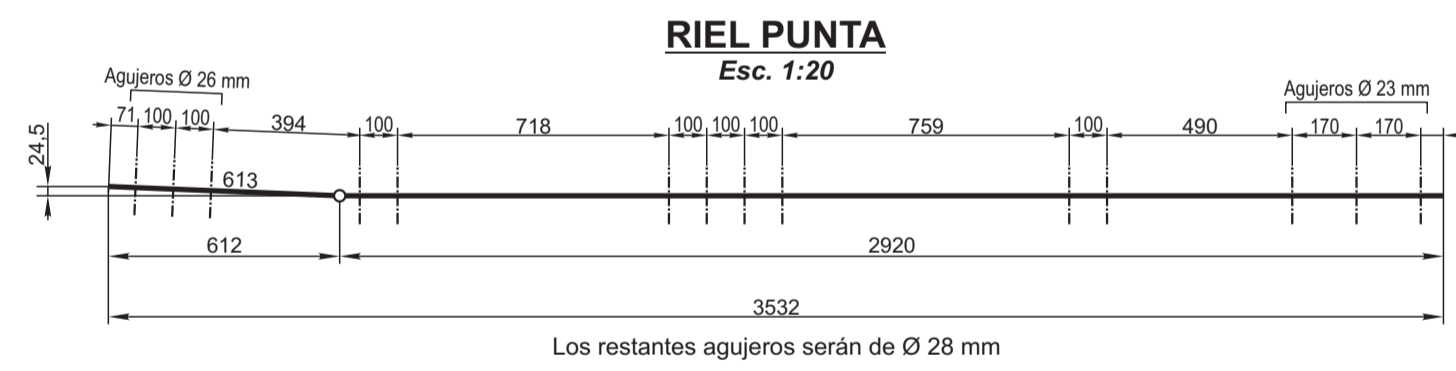 RIEL PUNTA
Esc. 1:20
Agujeros Ø 26 mm
Agujeros Ø 23 mm
71 100 100 394 100 718 100 100 100 759 100 490 170 170
24,5
613
612 2920
3532
Los restantes agujeros serán de Ø 28 mm